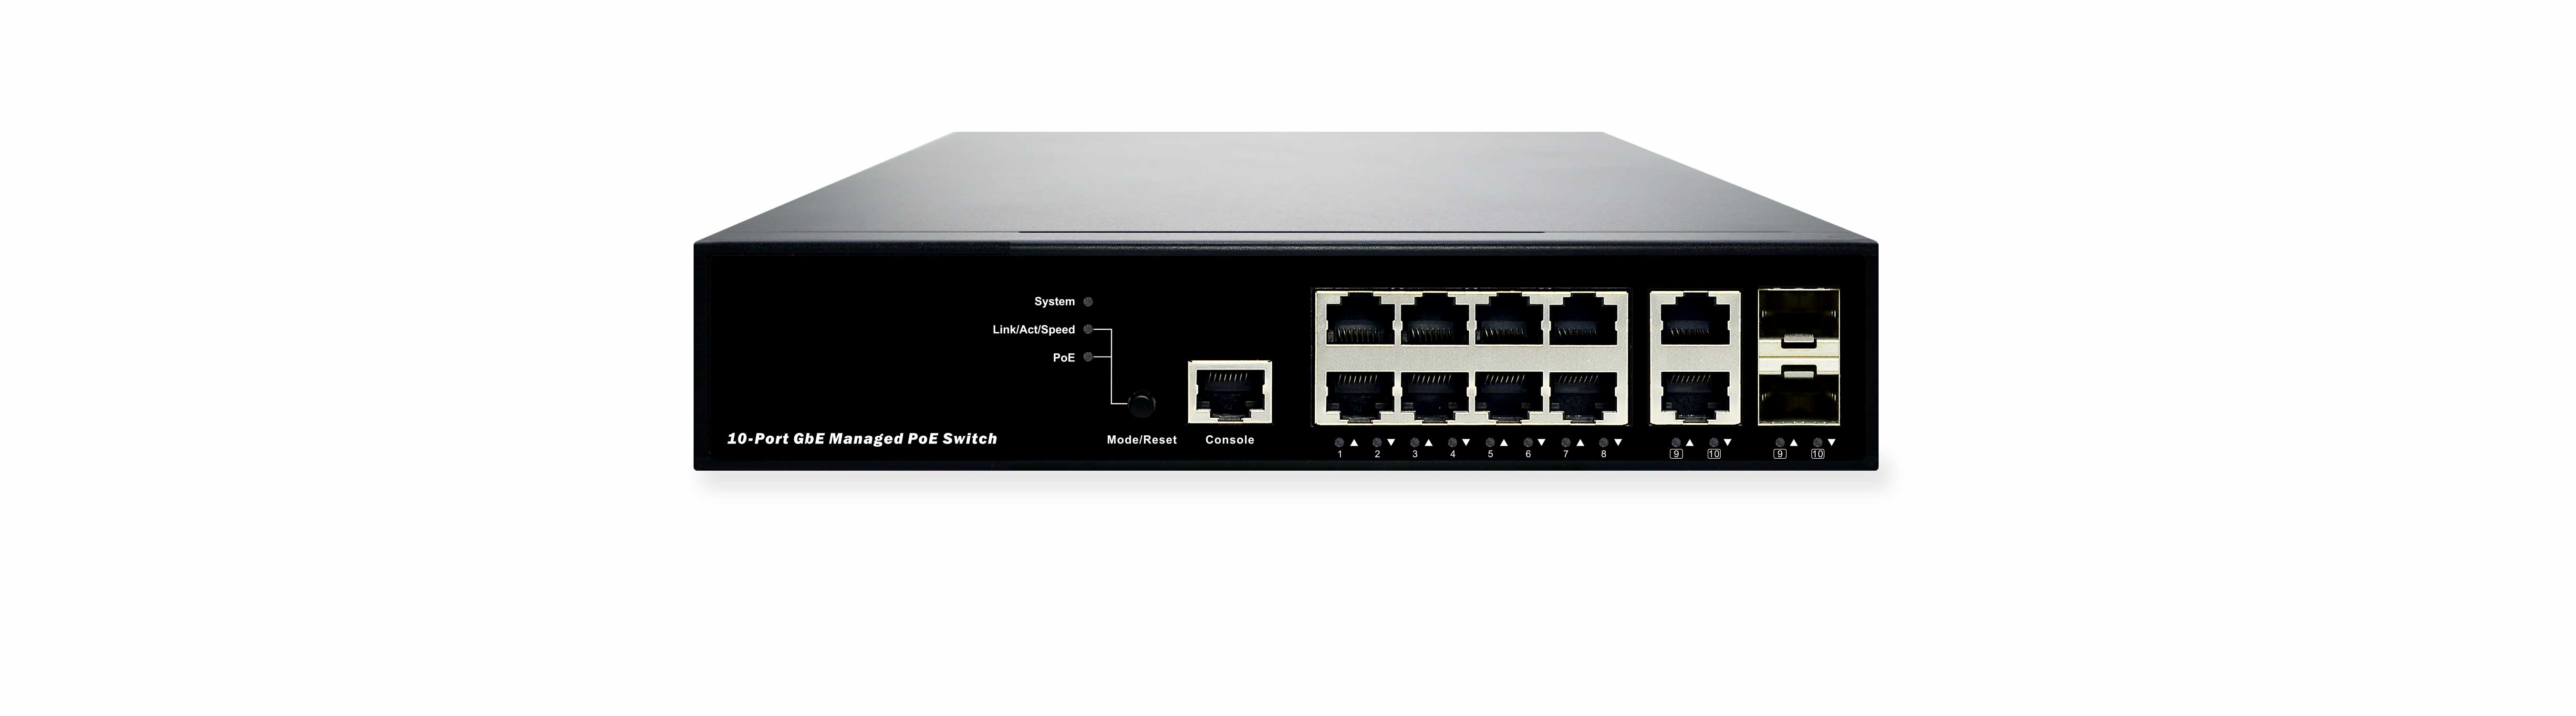 System
Link/Act/Speed
PoE
10-Port GbE Managed PoE Switch
Mode/Reset
Console
1 ▲ 2 ▼ 3 ▲ 4 ▼ 5 ▲ 6 ▼ 7 ▲ 8 ▼
9 ▲ 10 ▼
9 ▲ 10 ▼